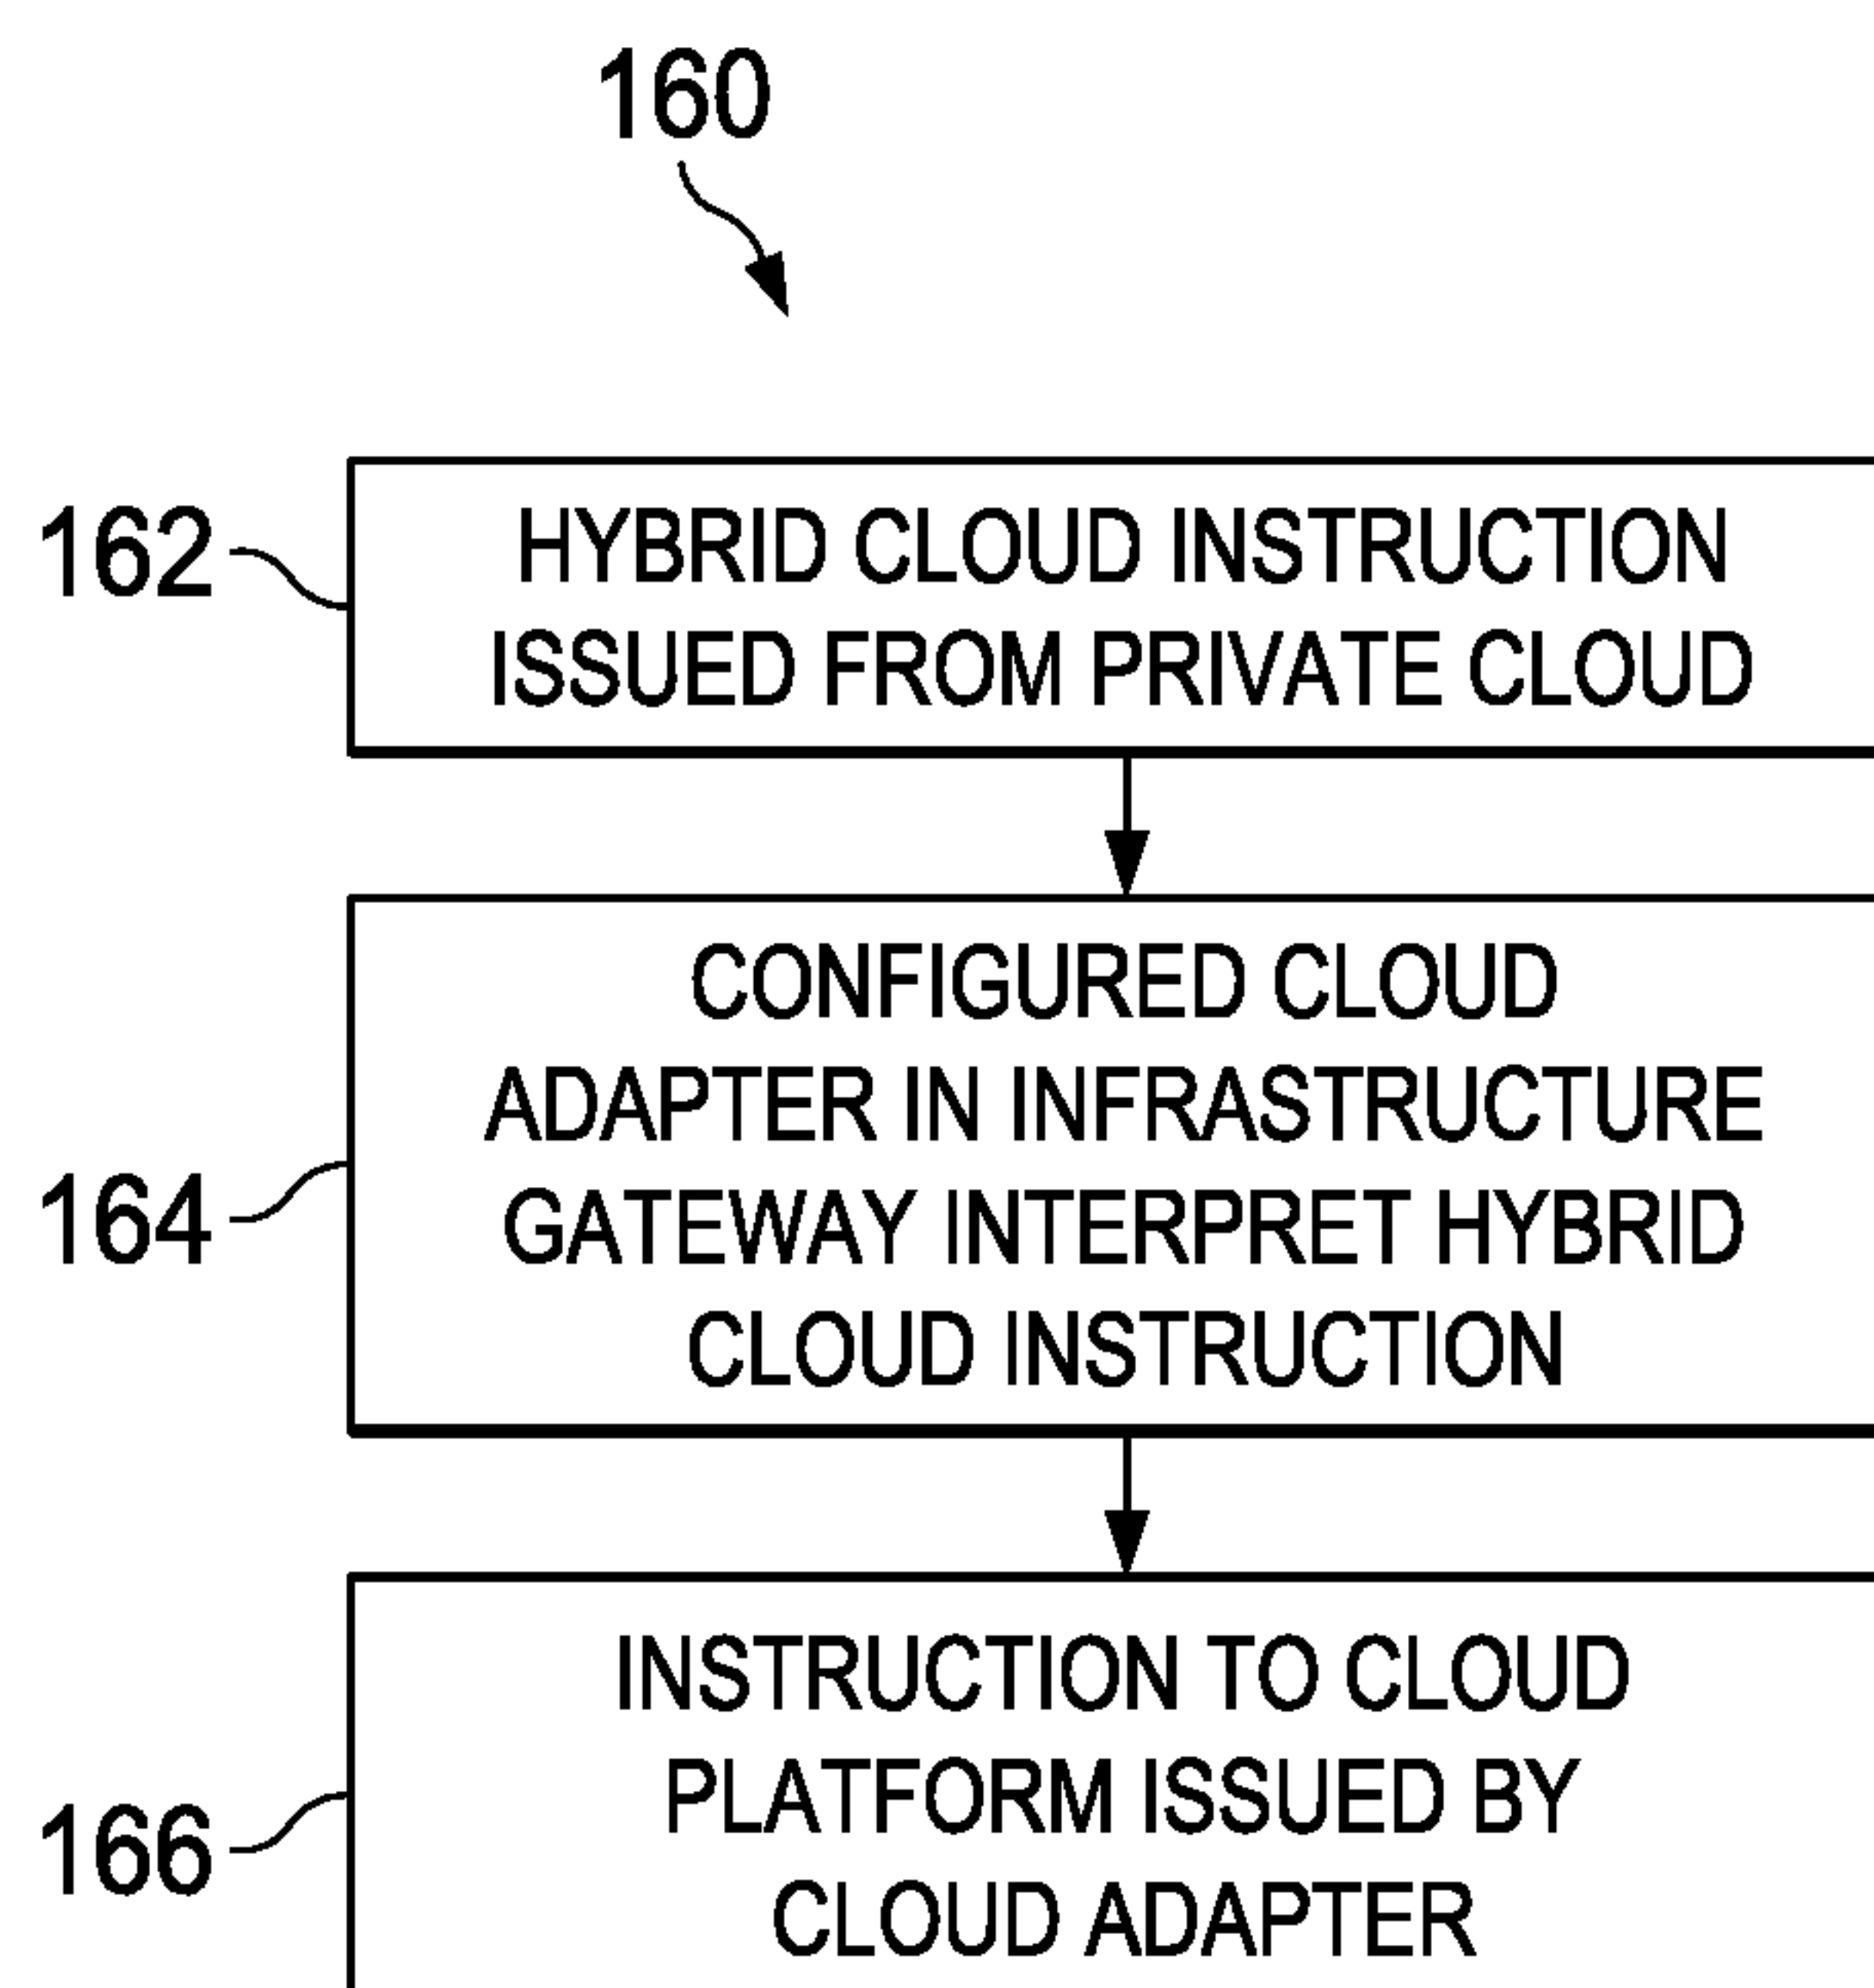 160
162
HYBRID CLOUD INSTRUCTION
ISSUED FROM PRIVATE CLOUD
CONFIGURED CLOUD
ADAPTER IN INFRASTRUCTURE
GATEWAY INTERPRET HYBRID
CLOUD INSTRUCTION
164
INSTRUCTION TO CLOUD
PLATFORM ISSUED BY
CLOUD ADAPTER
166